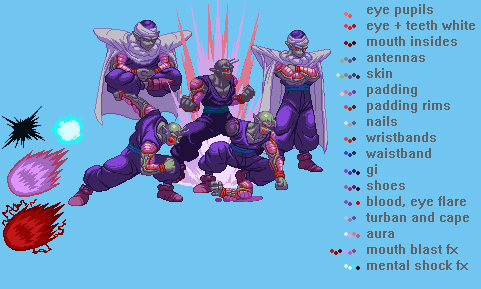 eye pupils
eye + teeth white
mouth insides
antennas
skin
padding
padding rims
nails
wristbands
waistband
gi
shoes
blood, eye flare
turban and cape
aura
mouth blast fx
mental shock fx